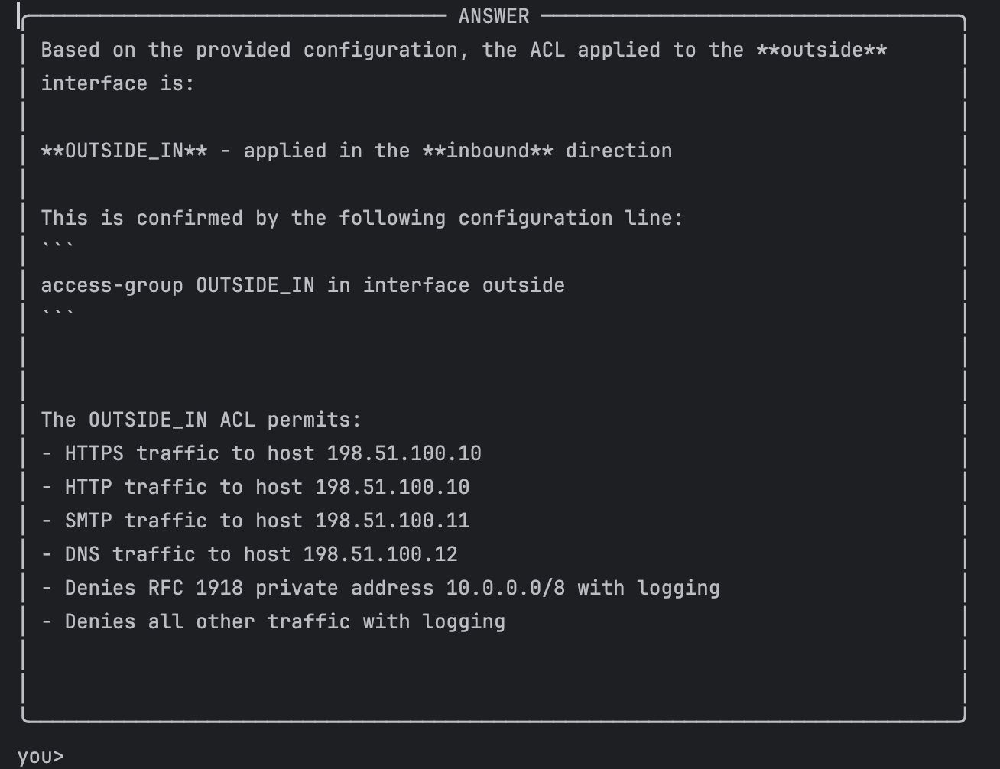 ANSWER
Based on the provided configuration, the ACL applied to the **outside**
interface is:
**OUTSIDE_IN** - applied in the **inbound** direction
This is confirmed by the following configuration line:
```
access-group OUTSIDE_IN in interface outside
```
The OUTSIDE_IN ACL permits:
- HTTPS traffic to host 198.51.100.10
- HTTP traffic to host 198.51.100.10
- SMTP traffic to host 198.51.100.11
- DNS traffic to host 198.51.100.12
- Denies RFC 1918 private address 10.0.0.0/8 with logging
- Denies all other traffic with logging
you>